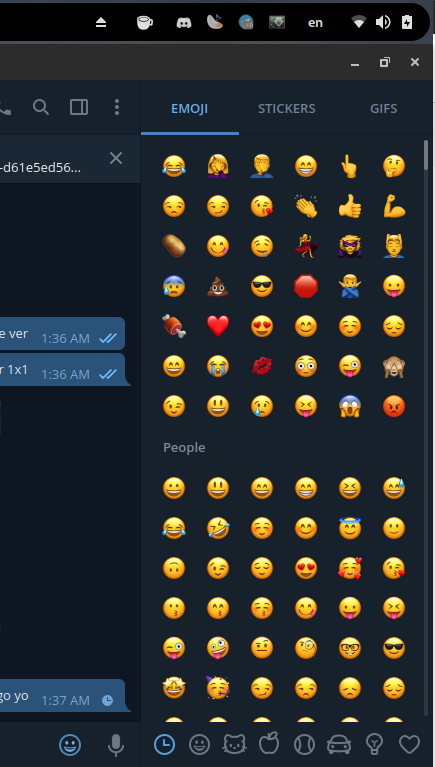 en
EMOJI STICKERS GIFS
-d61e5ed56...
e ver 1:36 AM
r 1x1 1:36 AM
People
go yo 1:37 AM